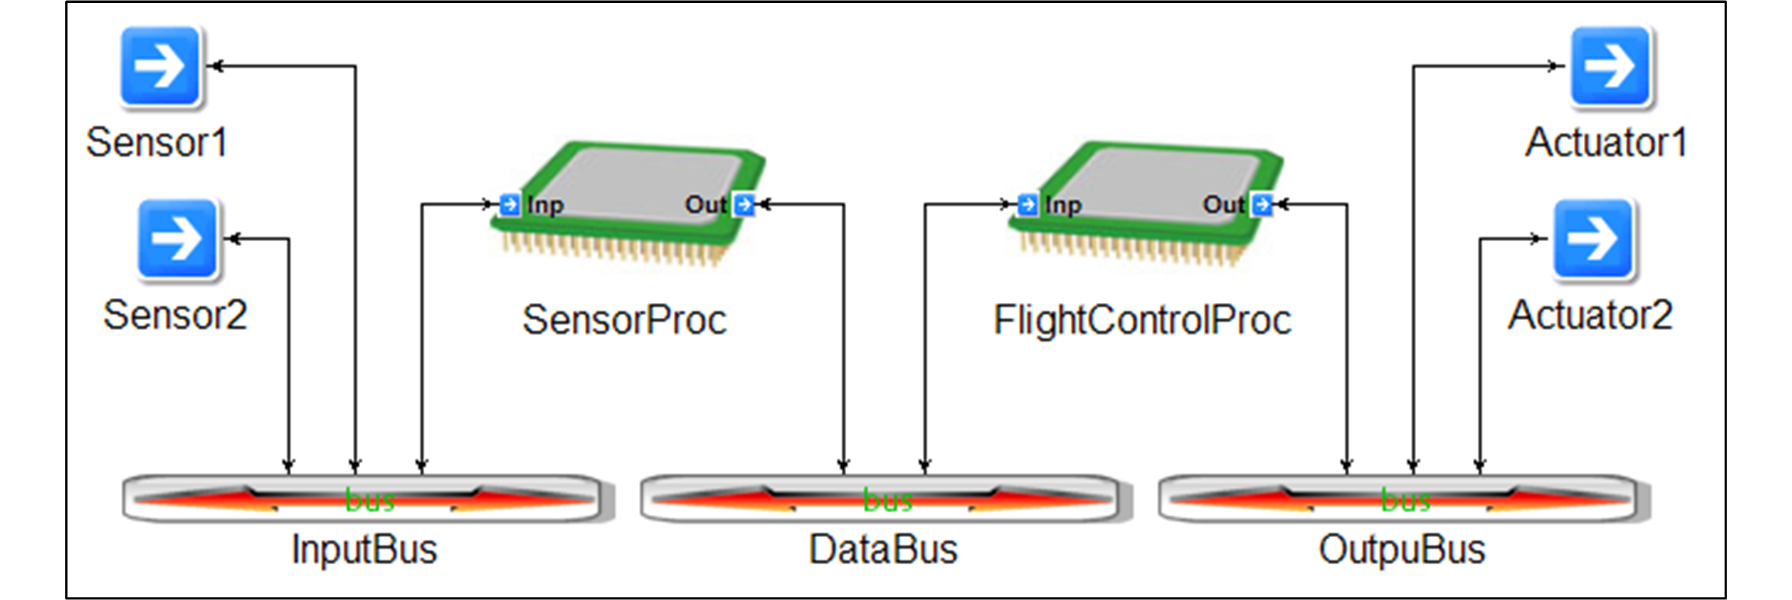 Sensor1
Actuator1
Inp
Out
Inp
Out
Sensor2
SensorProc
FlightControlProc
Actuator2
bus
bus
bus
InputBus
DataBus
OutpuBus